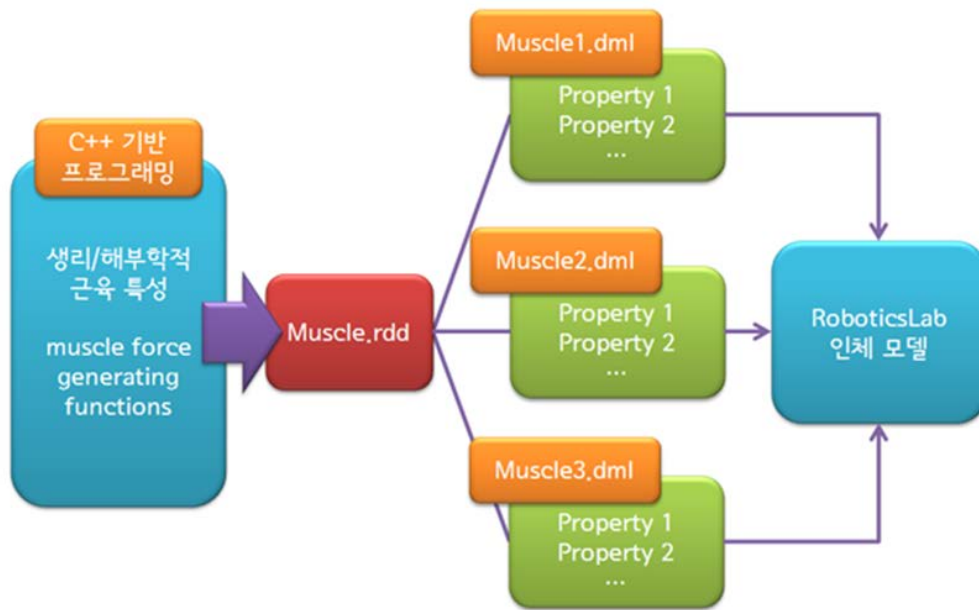 C++ 기반
프로그래밍
생리/해부학적
근육 특성
muscle force
generating
functions
Muscle.rdd
Muscle1.dml
Property 1
Property 2
...
Muscle2.dml
Property 1
Property 2
...
Muscle3.dml
Property 1
Property 2
...
RoboticsLab
인체 모델